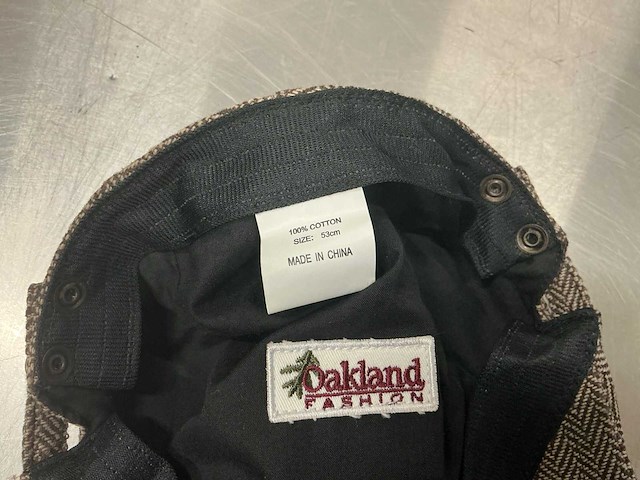 100% COTTON
SIZE: 53cm
MADE IN CHINA
Oakland
FASHION